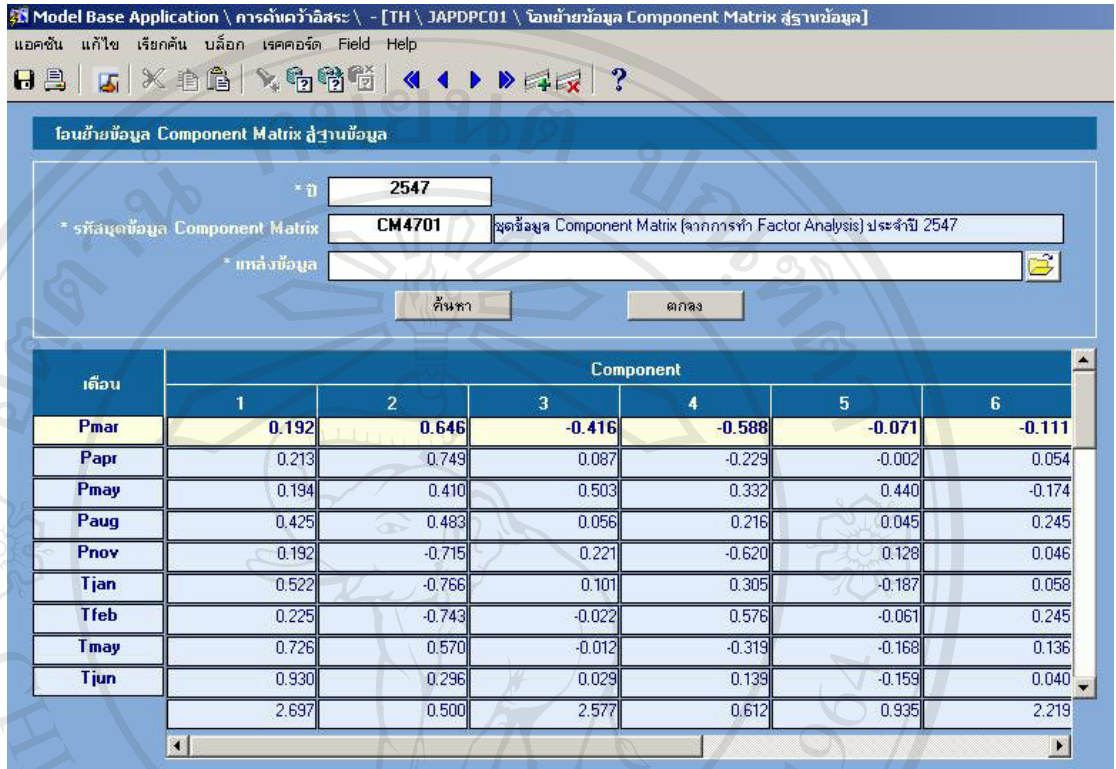 Model Base Application \ การค้นคว้าอิสระ \ - [TH \ JAPDPC01 \ โอนย้ายข้อมูล Component Matrix สู่ฐานข้อมูล]
แอคชัน แก้ไข เรียกค้น บล็อก เรคคอร์ด Field Help
โอนย้ายข้อมูล Component Matrix สู่ฐานข้อมูล
* ปี 2547
* รหัสชุดข้อมูล Component Matrix CM4701 ชุดข้อมูล Component Matrix (จากการทำ Factor Analysis) ประจำปี 2547
* แหล่งข้อมูล
ค้นหา ตกลง
เดือน Component
1 2 3 4 5 6
Pmar 0.192 0.646 -0.416 -0.588 -0.071 -0.111
Papr 0.213 0.749 0.087 -0.229 -0.002 0.054
Pmay 0.194 0.410 0.503 0.332 0.440 -0.174
Paug 0.425 0.483 0.056 0.216 0.045 0.245
Pnov 0.192 -0.715 0.221 -0.620 0.128 0.046
Tjan 0.522 -0.766 0.101 0.305 -0.187 0.058
Tfeb 0.225 -0.743 -0.022 0.576 -0.061 0.245
Tmay 0.726 0.570 -0.012 -0.319 -0.168 0.136
Tjun 0.930 0.296 0.029 0.139 -0.159 0.040
2.697 0.500 2.577 0.612 0.935 2.219